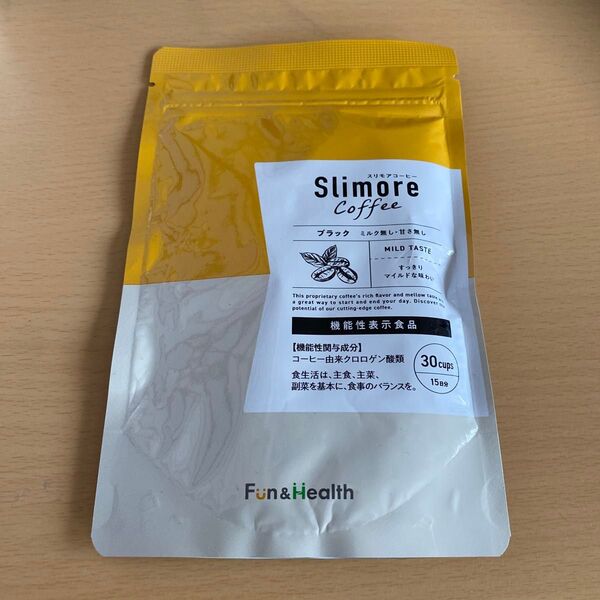 スリモアコーヒー
Slimore
Coffee
ブラック ミルク無し・甘さ無し
MILD TASTE
すっきり
マイルドな味わい
This proprietary coffee's rich flavor and mellow taste are
a great way to start and end your day. Discover the
potential of our cutting-edge coffee.
機能性表示食品
【機能性関与成分】
コーヒー由来クロロゲン酸類
30cups
15日分
食生活は、主食、主菜、
副菜を基本に、食事のバランスを。
Fun&Health